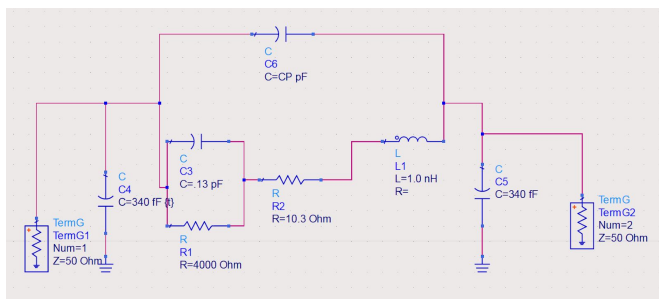 C
C6
C=CP pF
C
C3
C=.13 pF
L
L1
L=1.0 nH
R=
C
C4
C=340 fF {t}
R
R2
R=10.3 Ohm
C
C5
C=340 fF
TermG
TermG1
Num=1
Z=50 Ohm
R
R1
R=4000 Ohm
TermG
TermG2
Num=2
Z=50 Ohm